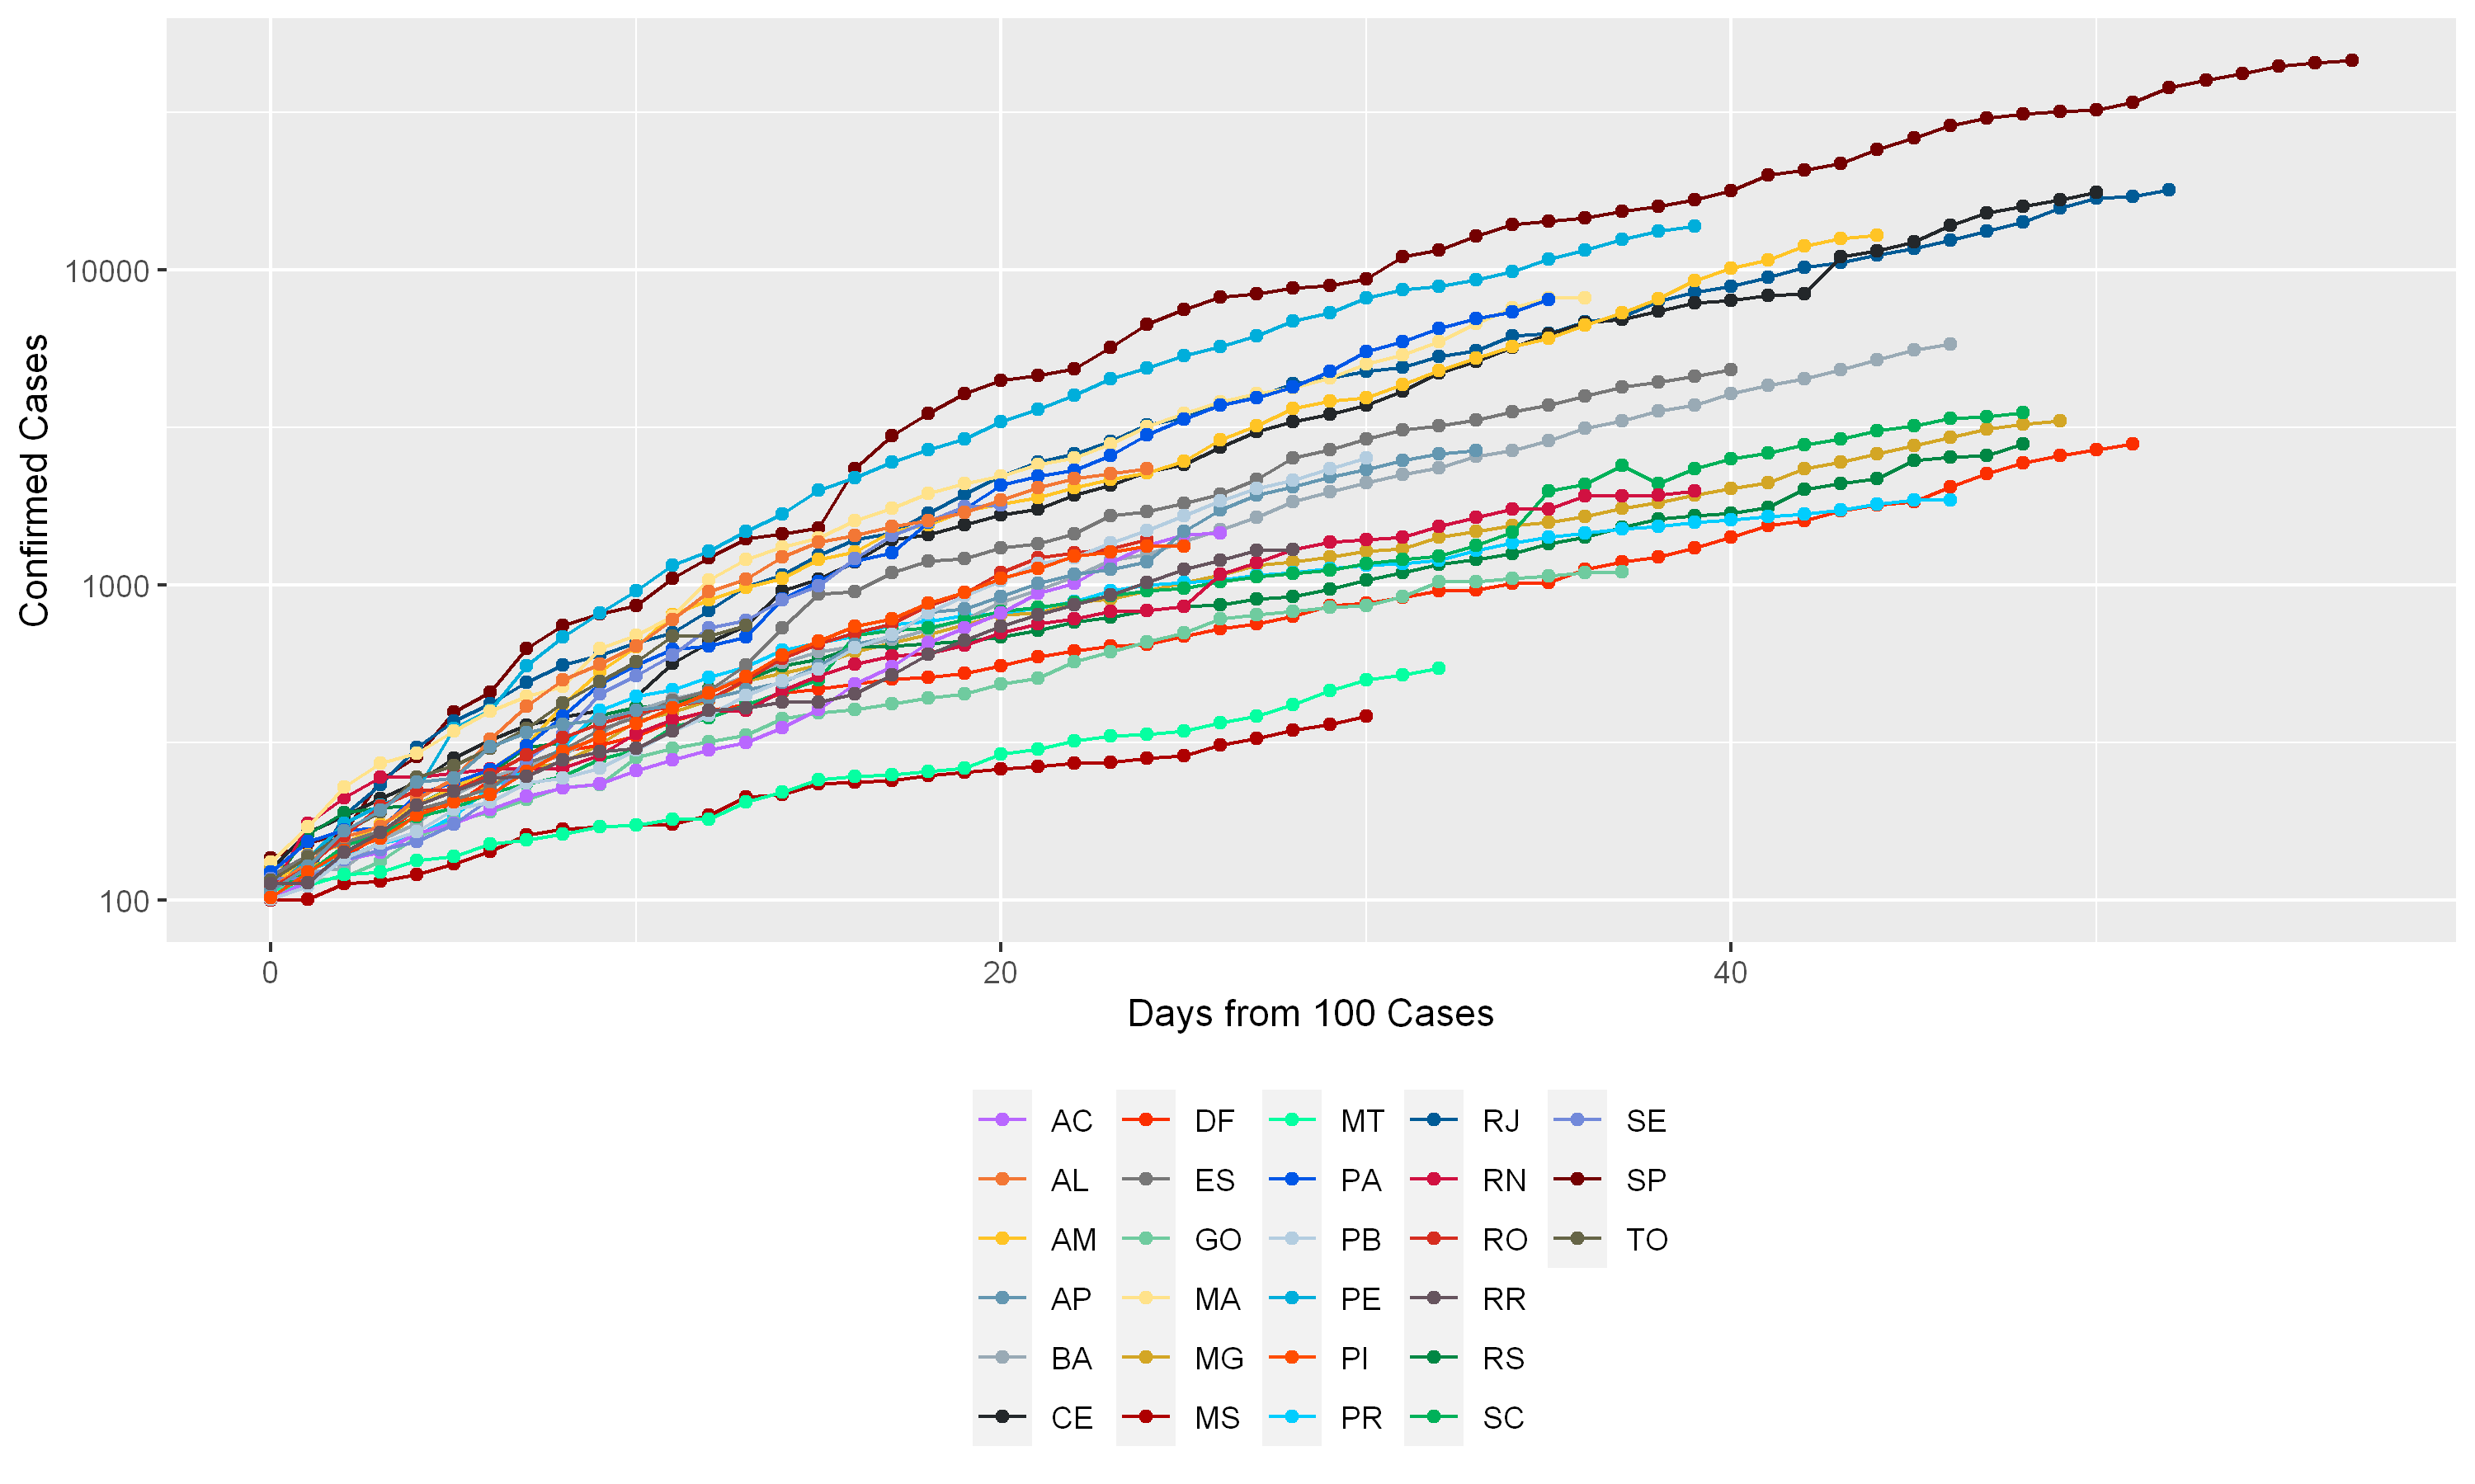 Confirmed Cases
10000
1000
100
0 20 40
Days from 100 Cases
AC DF MT RJ SE
AL ES PA RN SP
AM GO PB RO TO
AP MA PE RR
BA MG PI RS
CE MS PR SC